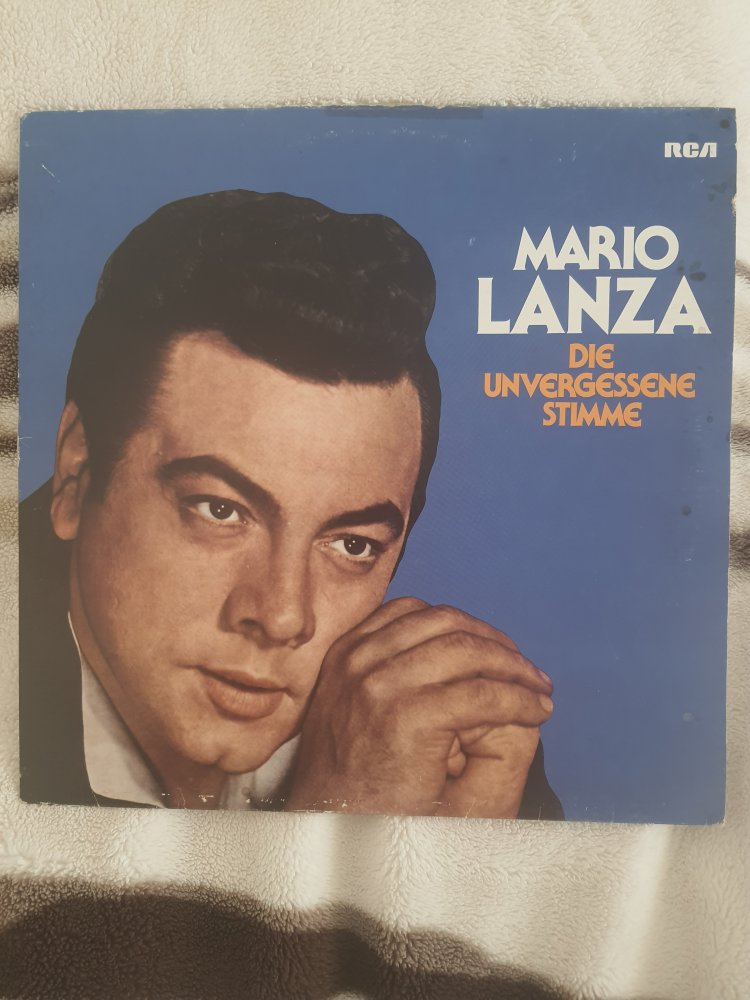 RCA
MARIO
LANZA
DIE
UNVERGESSENE
STIMME